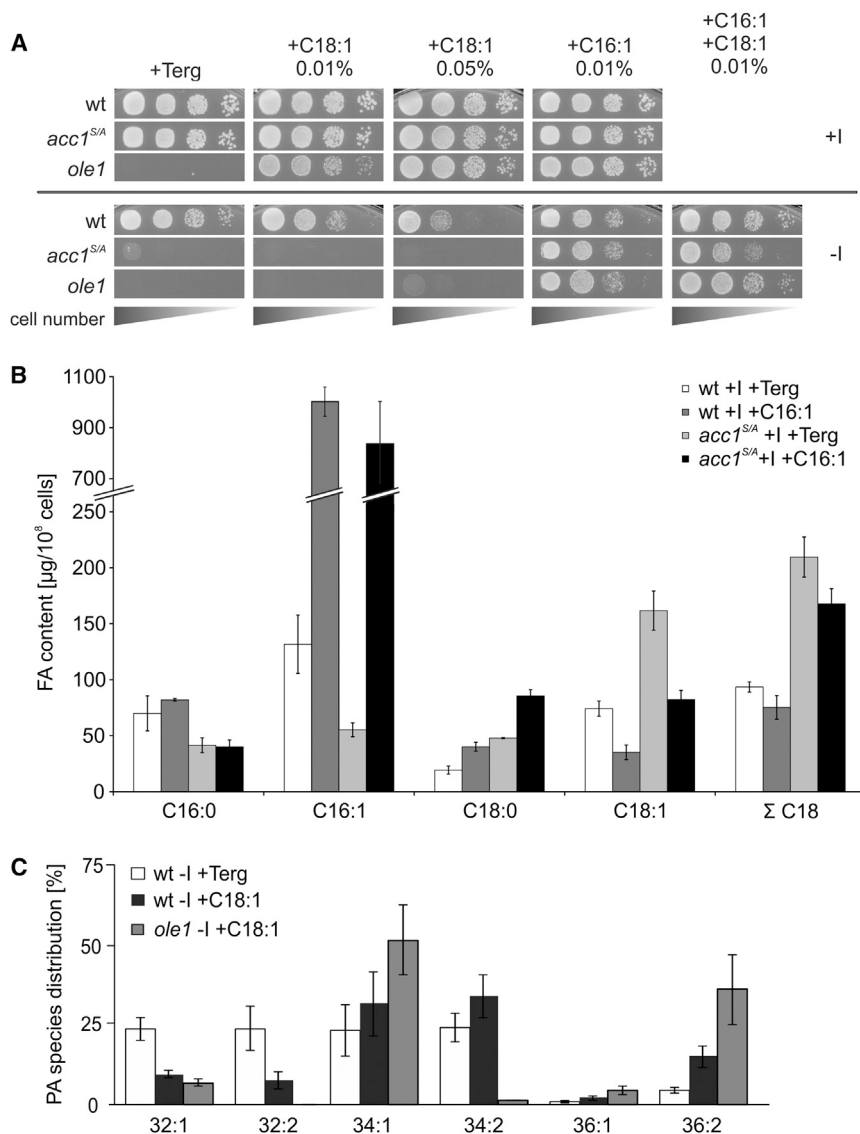 A
+Terg
+C18:1
0.01%
+C18:1
0.05%
+C16:1
0.01%
+C16:1
+C18:1
0.01%
wt
acc1^S/A
ole1
+I
wt
acc1^S/A
ole1
-I
cell number
B
FA content [µg/10⁸ cells]
1100
900
700
250
200
150
100
50
0
C16:0
C16:1
C18:0
C18:1
Σ C18
wt +I +Terg
wt +I +C16:1
acc1^S/A +I +Terg
acc1^S/A +I +C16:1
C
PA species distribution [%]
75
50
25
0
wt -I +Terg
wt -I +C18:1
ole1 -I +C18:1
32:1
32:2
34:1
34:2
36:1
36:2